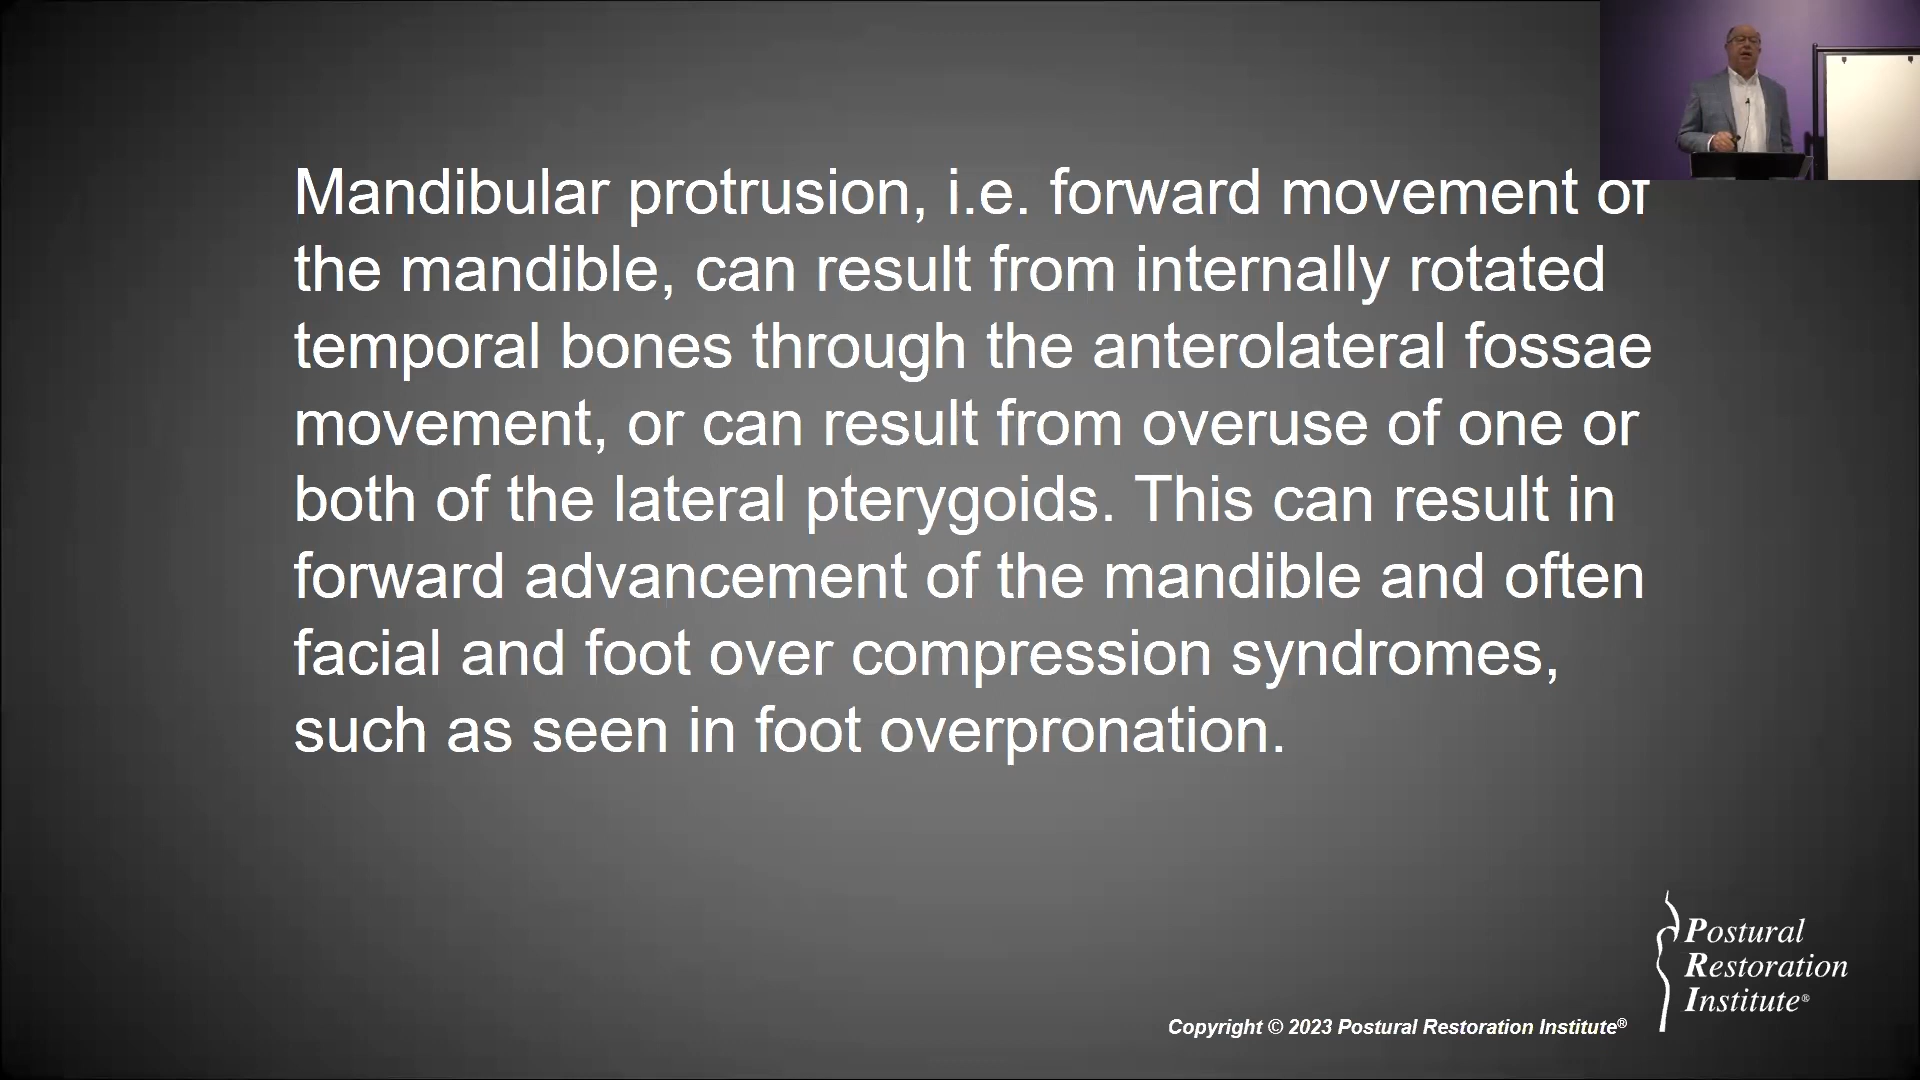 Mandibular protrusion, i.e. forward movement of
the mandible, can result from internally rotated
temporal bones through the anterolateral fossae
movement, or can result from overuse of one or
both of the lateral pterygoids. This can result in
forward advancement of the mandible and often
facial and foot over compression syndromes,
such as seen in foot overpronation.
Postural
Restoration
Institute®
Copyright © 2023 Postural Restoration Institute®